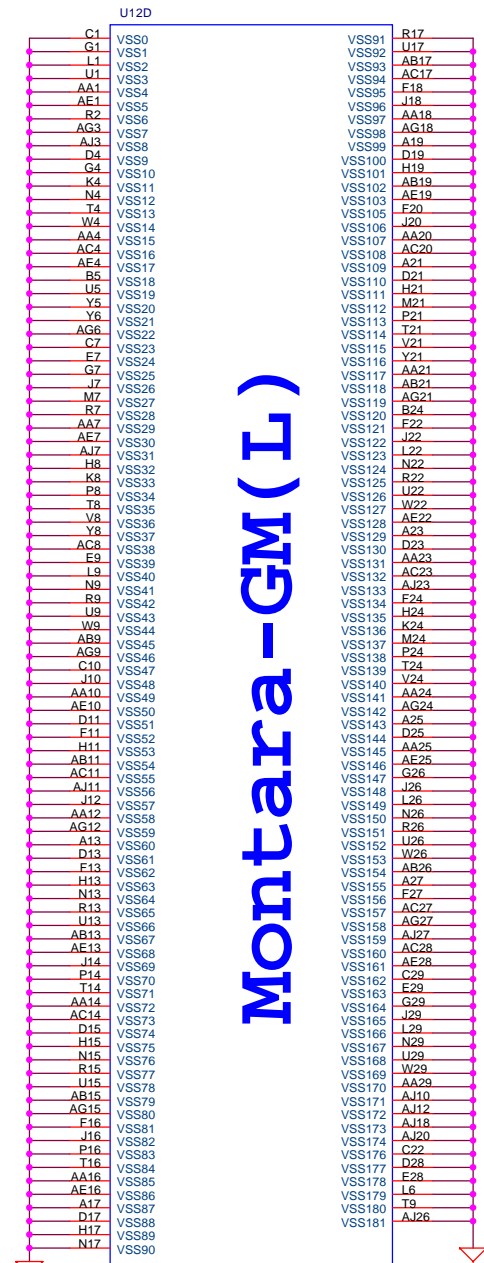 U12D
C1 VSS0
G1 VSS1
L1 VSS2
U1 VSS3
AA1 VSS4
AE1 VSS5
R2 VSS6
AG3 VSS7
AJ3 VSS8
D4 VSS9
G4 VSS10
K4 VSS11
N4 VSS12
T4 VSS13
W4 VSS14
AA4 VSS15
AC4 VSS16
AE4 VSS17
B5 VSS18
U5 VSS19
Y5 VSS20
Y6 VSS21
AG6 VSS22
C7 VSS23
E7 VSS24
G7 VSS25
J7 VSS26
M7 VSS27
R7 VSS28
AA7 VSS29
AE7 VSS30
AJ7 VSS31
H8 VSS32
K8 VSS33
P8 VSS34
T8 VSS35
V8 VSS36
Y8 VSS37
AC8 VSS38
E9 VSS39
L9 VSS40
N9 VSS41
R9 VSS42
U9 VSS43
W9 VSS44
AB9 VSS45
AG9 VSS46
C10 VSS47
J10 VSS48
AA10 VSS49
AE10 VSS50
D11 VSS51
F11 VSS52
H11 VSS53
AB11 VSS54
AC11 VSS55
AJ11 VSS56
J12 VSS57
AA12 VSS58
AG12 VSS59
A13 VSS60
D13 VSS61
F13 VSS62
H13 VSS63
N13 VSS64
R13 VSS65
U13 VSS66
AB13 VSS67
AE13 VSS68
J14 VSS69
P14 VSS70
T14 VSS71
AA14 VSS72
AC14 VSS73
D15 VSS74
H15 VSS75
N15 VSS76
R15 VSS77
U15 VSS78
AB15 VSS79
AG15 VSS80
F16 VSS81
J16 VSS82
P16 VSS83
T16 VSS84
AA16 VSS85
AE16 VSS86
A17 VSS87
D17 VSS88
H17 VSS89
N17 VSS90
Montara-GM(L)
VSS91 R17
VSS92 U17
VSS93 AB17
VSS94 AC17
VSS95 F18
VSS96 J18
VSS97 AA18
VSS98 AG18
VSS99 A19
VSS100 D19
VSS101 H19
VSS102 AB19
VSS103 AE19
VSS105 F20
VSS106 J20
VSS107 AA20
VSS108 AC20
VSS109 A21
VSS110 D21
VSS111 H21
VSS112 M21
VSS113 P21
VSS114 T21
VSS115 V21
VSS116 Y21
VSS117 AA21
VSS118 AB21
VSS119 AG21
VSS120 B24
VSS121 F22
VSS122 J22
VSS123 L22
VSS124 N22
VSS125 R22
VSS126 U22
VSS127 W22
VSS128 AE22
VSS129 A23
VSS130 D23
VSS131 AA23
VSS132 AC23
VSS133 AJ23
VSS134 F24
VSS135 H24
VSS136 K24
VSS137 M24
VSS138 P24
VSS139 T24
VSS140 V24
VSS141 AA24
VSS142 AG24
VSS143 A25
VSS144 D25
VSS145 AA25
VSS146 AE25
VSS147 G26
VSS148 J26
VSS149 L26
VSS150 N26
VSS151 R26
VSS152 U26
VSS153 W26
VSS154 AB26
VSS155 A27
VSS156 F27
VSS157 AC27
VSS158 AG27
VSS159 AJ27
VSS160 AC28
VSS161 AE28
VSS162 C29
VSS163 E29
VSS164 G29
VSS165 J29
VSS166 L29
VSS167 N29
VSS168 U29
VSS169 W29
VSS170 AA29
VSS171 AJ10
VSS172 AJ12
VSS173 AJ18
VSS174 AJ20
VSS176 C22
VSS177 D28
VSS178 E28
VSS179 L6
VSS180 T9
VSS181 AJ26